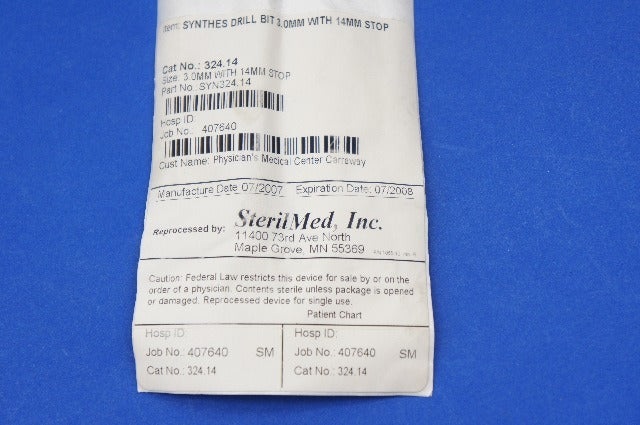 Item: SYNTHES DRILL BIT 3.0MM WITH 14MM STOP
Cat No.: 324.14
Size: 3.0MM WITH 14MM STOP
Part No.: SYN324.14
Hosp ID:
Job No.: 407640
Cust Name: Physician's Medical Center Carraway
Manufacture Date 07/2007 Expiration Date: 07/2008
Reprocessed by: SterilMed, Inc.
11400 73rd Ave North
Maple Grove, MN 55369
Caution: Federal Law restricts this device for sale by or on the
order of a physician. Contents sterile unless package is opened
or damaged. Reprocessed device for single use.
Patient Chart
Hosp ID: Hosp ID:
Job No.: 407640 SM Job No.: 407640 SM
Cat No.: 324.14 Cat No.: 324.14